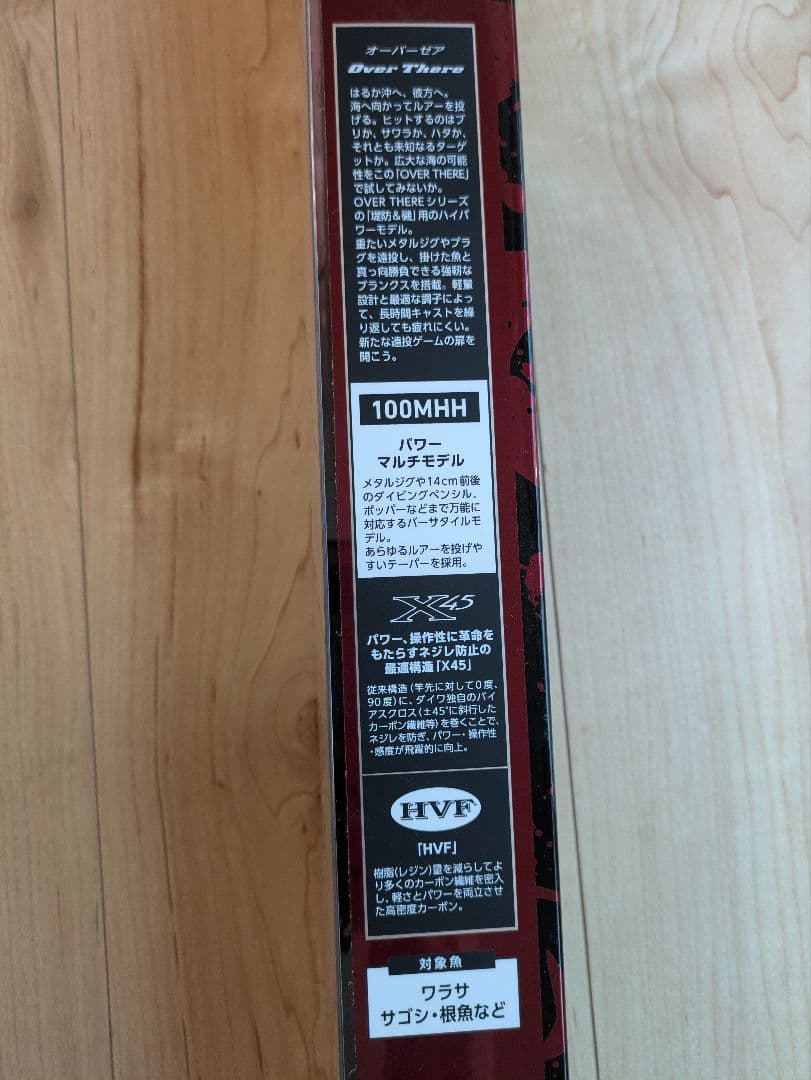 オーバーゼア
Over There
はるか沖へ、彼方へ。
海へ向かってルアーを投
げる。ヒットするのはブ
リか、サワラか、ハタか、
それとも未知なるターゲ
ットか。広大な海の可能
性をこの「OVER THERE」
で試してみないか。
OVER THEREシリーズ
の「堤防&磯」用のハイパ
ワーモデル。
重たいメタルジグやプラ
グを遠投し、掛けた魚と
真っ向勝負できる強靭な
ブランクスを搭載。軽量
設計と最適な調子によっ
て、長時間キャストを繰
り返しても疲れにくい。
新たな遠投ゲームの扉を
開こう。
100MHH
パワー
マルチモデル
メタルジグや14cm前後
のダイビングペンシル、
ポッパーなどまで万能に
対応するバーサタイルモ
デル。
あらゆるルアーを投げや
すいテーパーを採用。
X45
パワー、操作性に革命を
もたらすネジレ防止の
最適構造「X45」
従来構造(竿先に対して0度、
90度)に、ダイワ独自のバイ
アスクロス(±45°に斜行した
カーボン繊維等)を巻くことで、
ネジレを防ぎ、パワー・操作性
・感度が飛躍的に向上。
HVF
「HVF」
樹脂(レジン)量を減らしてよ
り多くのカーボン繊維を密入
し、軽さとパワーを両立させ
た高密度カーボン。
対象魚
ワラサ
サゴシ・根魚など